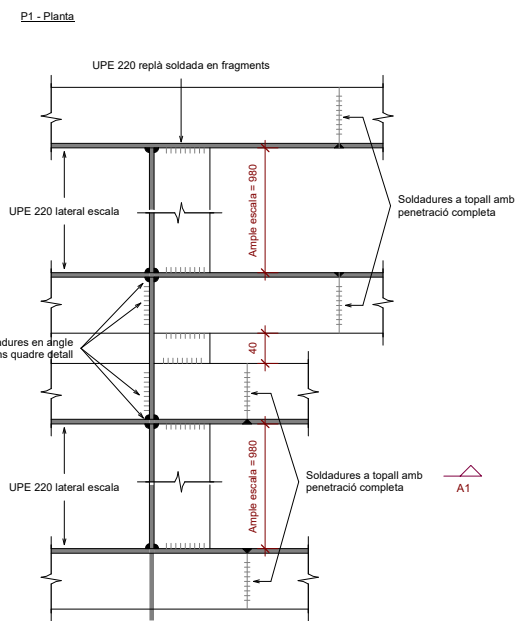 P1 - Planta
UPE 220 replà soldada en fragments
Ample escala = 980
UPE 220 lateral escala
Soldadures a topall amb
penetració completa
adures en angle
ns quadre detall
40
Ample escala = 980
UPE 220 lateral escala
Soldadures a topall amb
penetració completa
A1